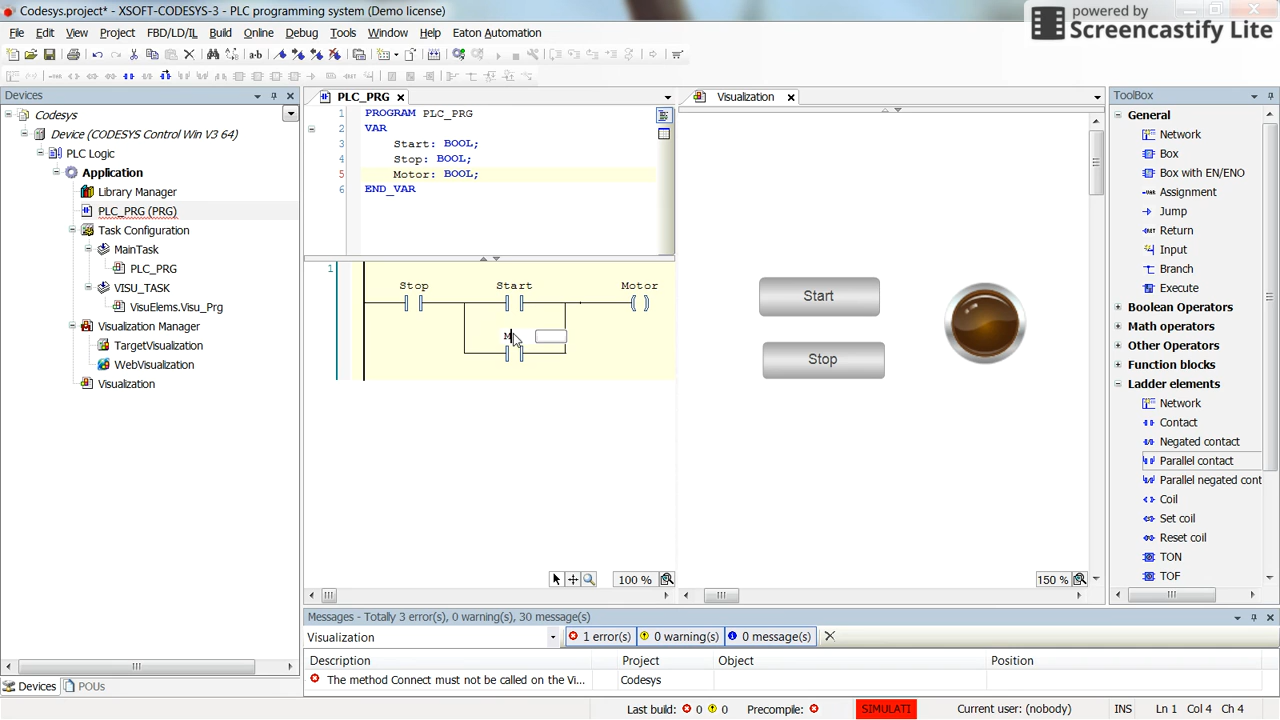 Codesys.project* - XSOFT-CODESYS-3 - PLC programming system (Demo license)
powered by
Screencastify Lite
File Edit View Project FBD/LD/IL Build Online Debug Tools Window Help Eaton Automation
Devices
Codesys
Device (CODESYS Control Win V3 64)
PLC Logic
Application
Library Manager
PLC_PRG (PRG)
Task Configuration
MainTask
PLC_PRG
VISU_TASK
VisuElems.Visu_Prg
Visualization Manager
TargetVisualization
WebVisualization
Visualization
Devices POUs
PLC_PRG
1 PROGRAM PLC_PRG
2 VAR
3 Start: BOOL;
4 Stop: BOOL;
5 Motor: BOOL;
6 END_VAR
1
Stop Start Motor
M
100 %
Visualization
Start
Stop
150 %
ToolBox
General
Network
Box
Box with EN/ENO
Assignment
Jump
Return
Input
Branch
Execute
Boolean Operators
Math operators
Other Operators
Function blocks
Ladder elements
Network
Contact
Negated contact
Parallel contact
Parallel negated cont
Coil
Set coil
Reset coil
TON
TOF
Messages - Totally 3 error(s), 0 warning(s), 30 message(s)
Visualization 1 error(s) 0 warning(s) 0 message(s)
Description Project Object Position
The method Connect must not be called on the Vi... Codesys
Last build: 0 0 Precompile: SIMULATI Current user: (nobody) INS Ln 1 Col 4 Ch 4